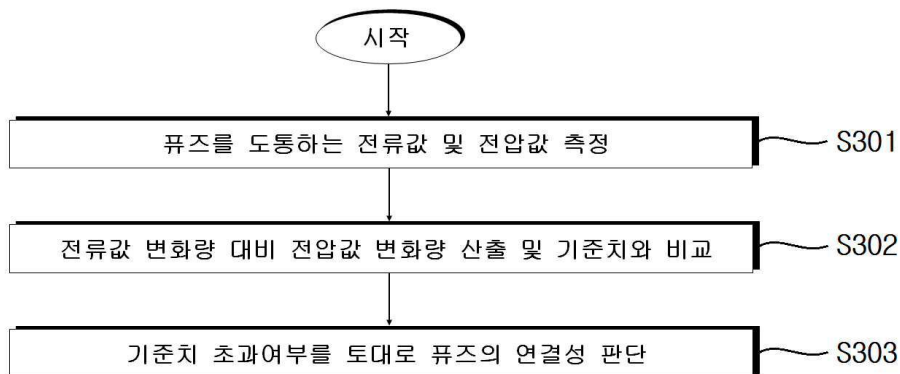 시작
퓨즈를 도통하는 전류값 및 전압값 측정
S301
전류값 변화량 대비 전압값 변화량 산출 및 기준치와 비교
S302
기준치 초과여부를 토대로 퓨즈의 연결성 판단
S303